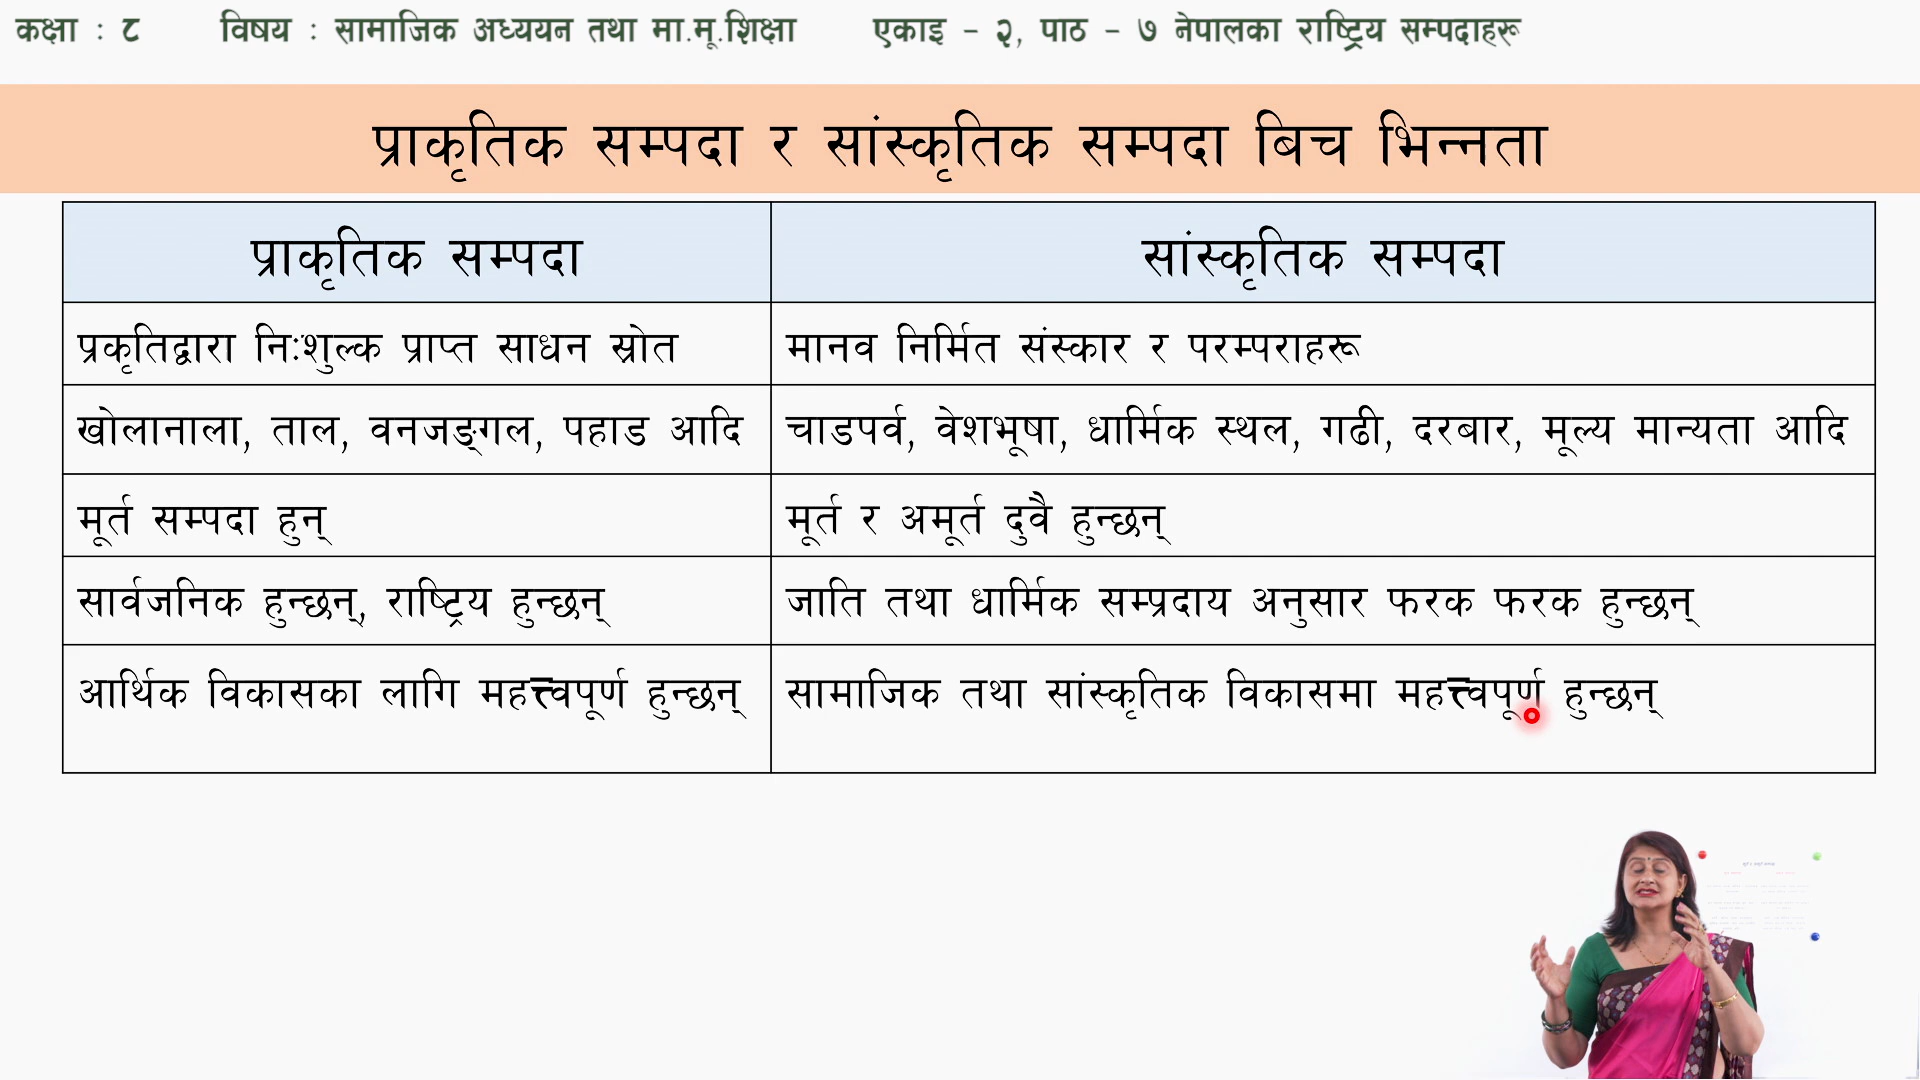 कक्षा : ८ विषय : सामाजिक अध्ययन तथा मा.मू.शिक्षा एकाइ - २, पाठ - ७ नेपालका राष्ट्रिय सम्पदाहरू
प्राकृतिक सम्पदा र सांस्कृतिक सम्पदा बिच भिन्नता
प्राकृतिक सम्पदा सांस्कृतिक सम्पदा
प्रकृतिद्वारा निःशुल्क प्राप्त साधन स्रोत मानव निर्मित संस्कार र परम्पराहरू
खोलानाला, ताल, वनजङ्गल, पहाड आदि चाडपर्व, वेशभूषा, धार्मिक स्थल, गढी, दरबार, मूल्य मान्यता आदि
मूर्त सम्पदा हुन् मूर्त र अमूर्त दुवै हुन्छन्
सार्वजनिक हुन्छन्, राष्ट्रिय हुन्छन् जाति तथा धार्मिक सम्प्रदाय अनुसार फरक फरक हुन्छन्
आर्थिक विकासका लागि महत्त्वपूर्ण हुन्छन् सामाजिक तथा सांस्कृतिक विकासमा महत्त्वपूर्ण हुन्छन्